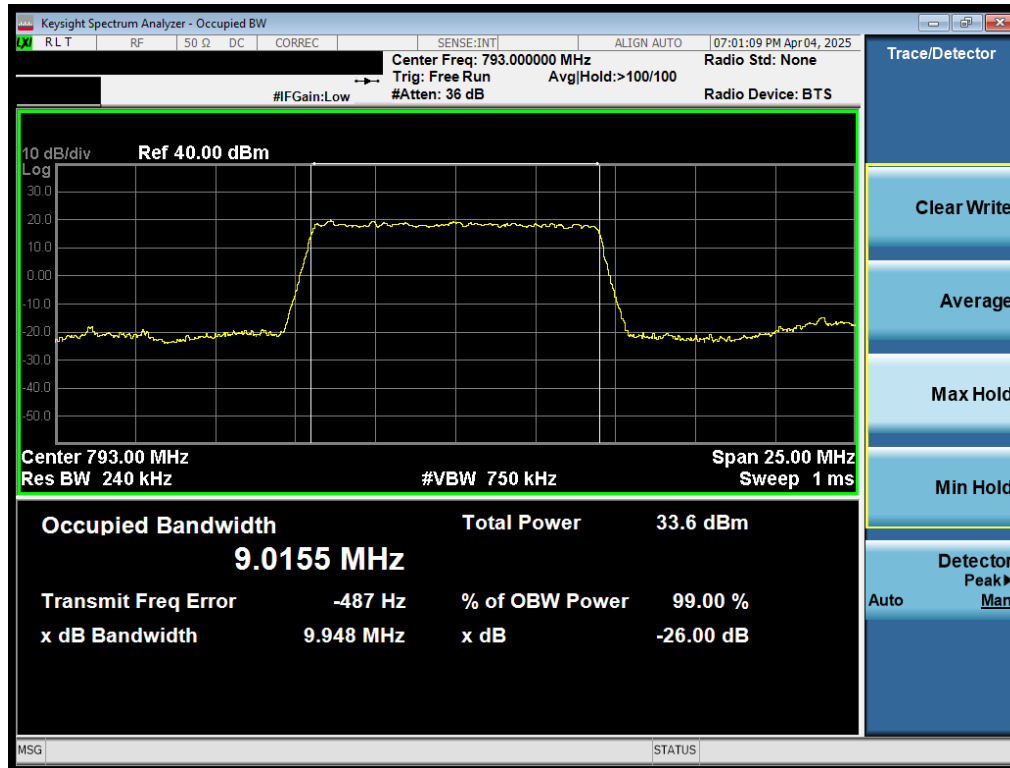 Keysight Spectrum Analyzer - Occupied BW
LXI RLT RF 50 Ω DC CORREC SENSE:INT ALIGN AUTO 07:01:09 PM Apr 04, 2025
Center Freq: 793.000000 MHz Radio Std: None
Trig: Free Run Avg|Hold:>100/100
#IFGain:Low #Atten: 36 dB Radio Device: BTS
10 dB/div Ref 40.00 dBm
Log
30.0
20.0
10.0
0.00
-10.0
-20.0
-30.0
-40.0
-50.0
Center 793.00 MHz Span 25.00 MHz
Res BW 240 kHz #VBW 750 kHz Sweep 1 ms
Occupied Bandwidth Total Power 33.6 dBm
9.0155 MHz
Transmit Freq Error -487 Hz % of OBW Power 99.00 %
x dB Bandwidth 9.948 MHz x dB -26.00 dB
MSG STATUS
Trace/Detector
Clear Write
Average
Max Hold
Min Hold
Detector
Peak▶
Auto Man